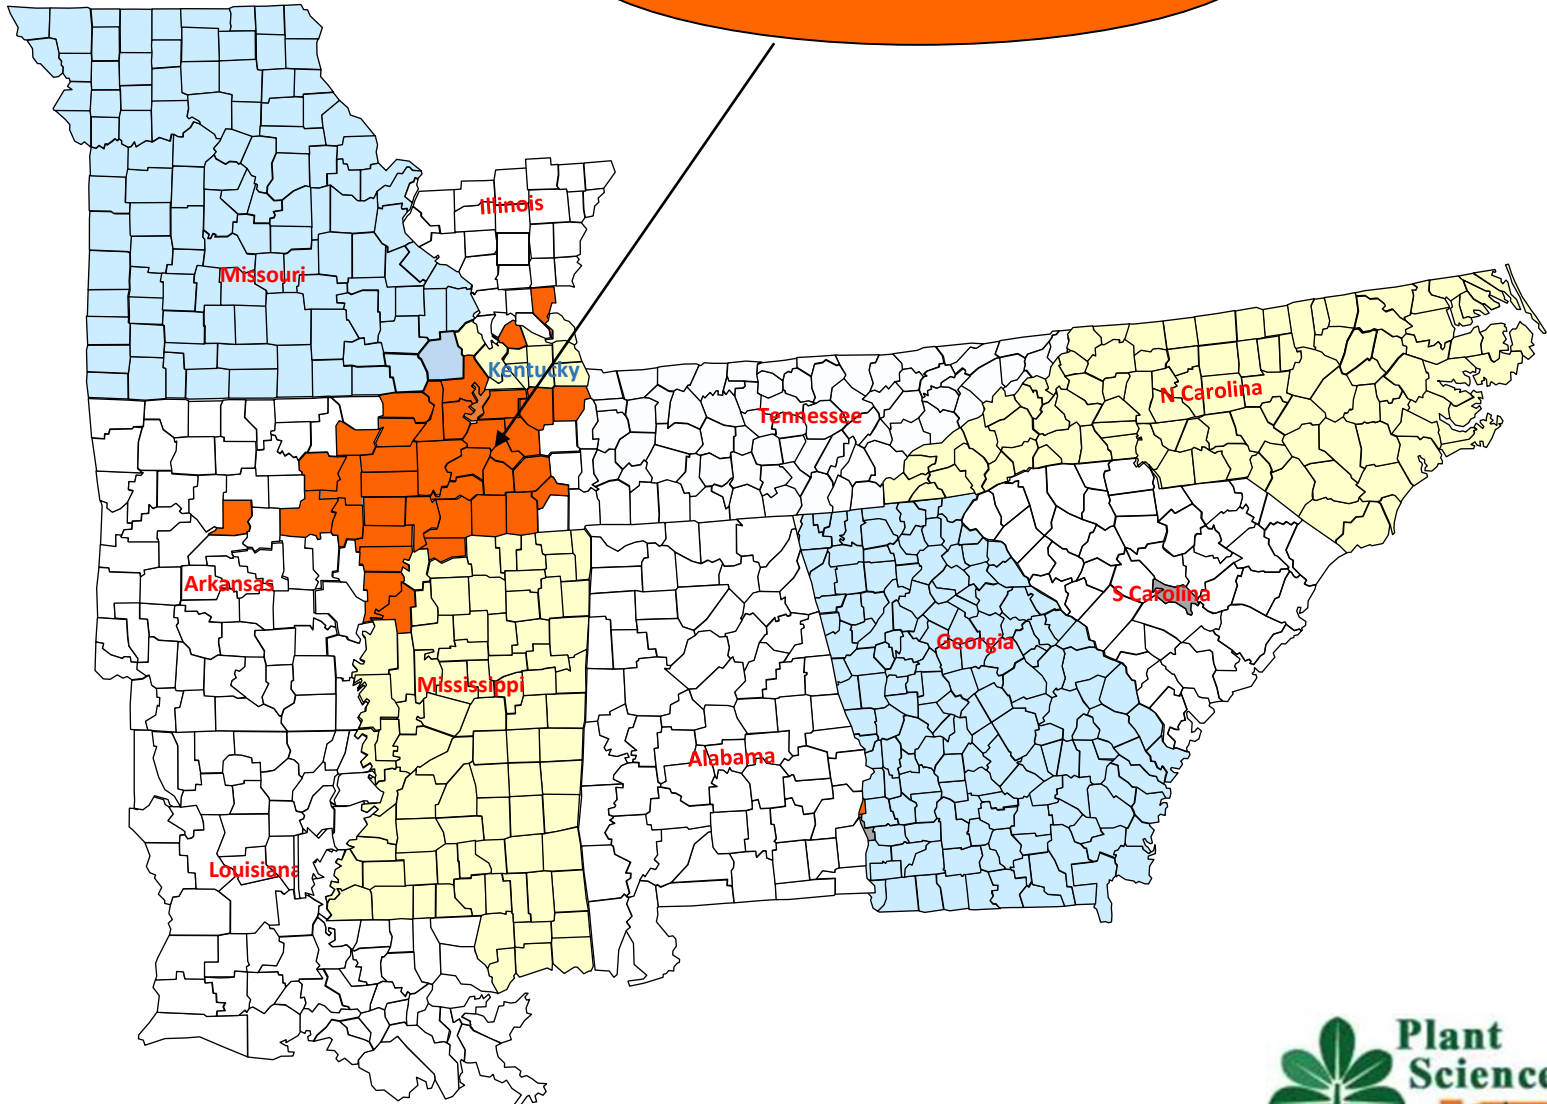 Illinois
Missouri
Kentucky
N Carolina
Tennessee
Arkansas
S Carolina
Georgia
Mississippi
Alabama
Louisiana
Plant
Science